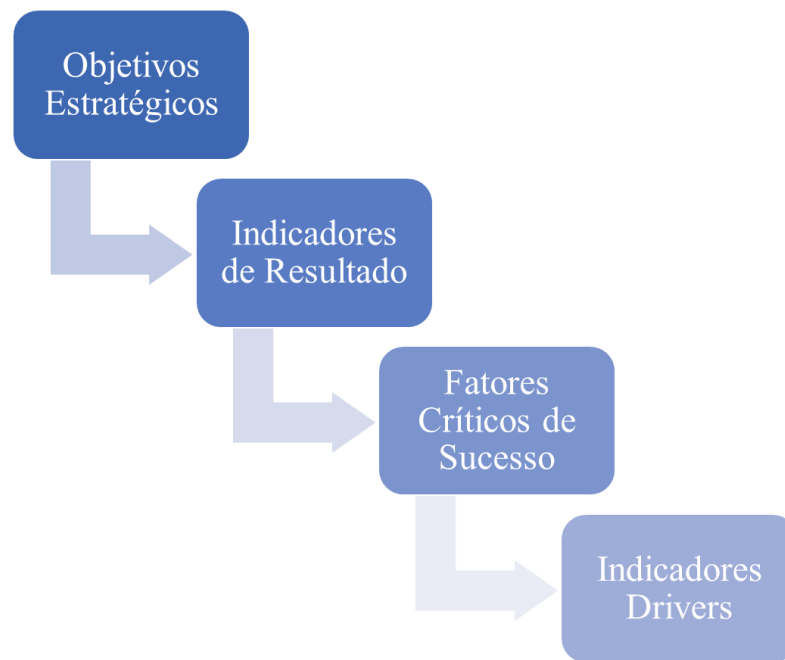 Objetivos
Estratégicos
Indicadores
de Resultado
Fatores
Críticos de
Sucesso
Indicadores
Drivers